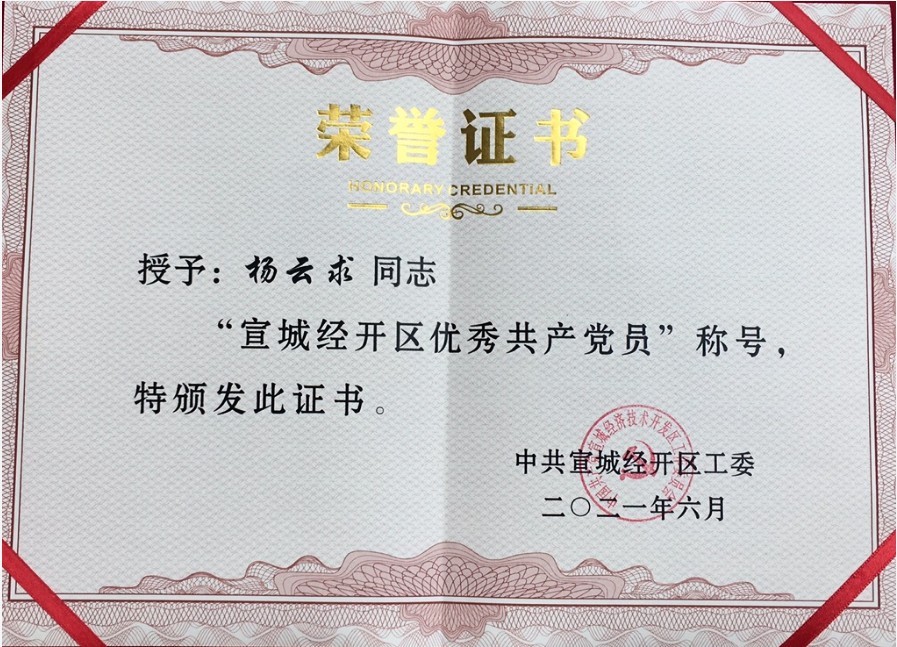 荣誉证书
HONORARY CREDENTIAL
授予：杨云求 同志
“宣城经开区优秀共产党员”称号，
特颁发此证书。
中共宣城经开区工委
二〇二一年六月